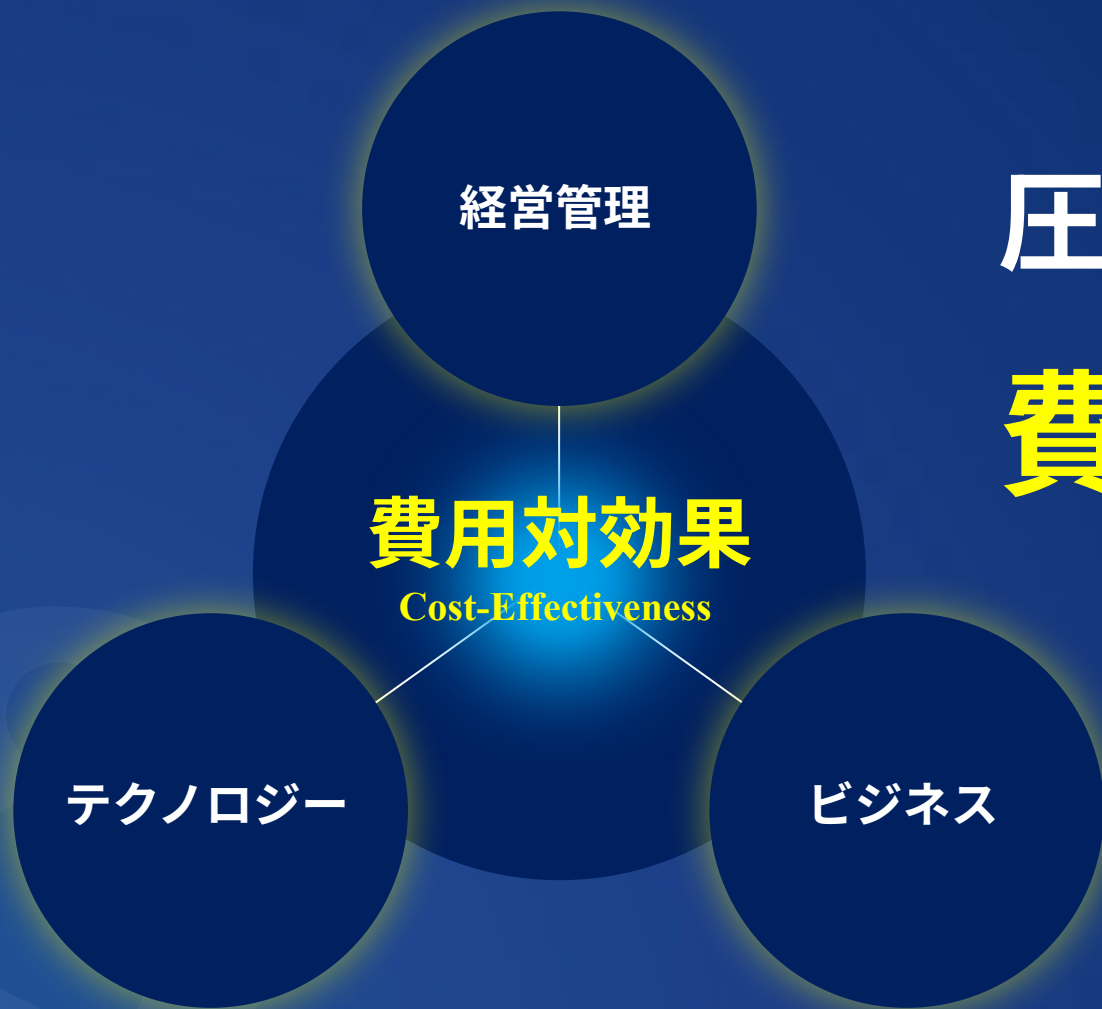 経営管理
圧
費
費用対効果
Cost-Effectiveness
テクノロジー
ビジネス